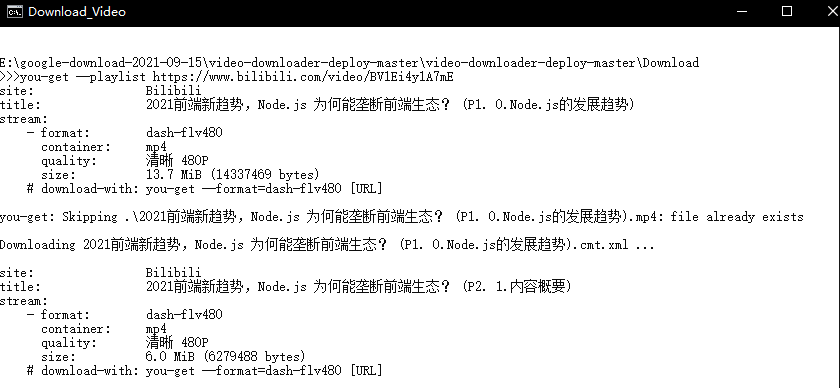 Download_Video
E:\google-download-2021-09-15\video-downloader-deploy-master\video-downloader-deploy-master\Download
>>>you-get --playlist https://www.bilibili.com/video/BV1Ei4y1A7mE
site: Bilibili
title: 2021前端新趋势，Node.js 为何能垄断前端生态？ (P1. 0.Node.js的发展趋势)
stream:
- format: dash-flv480
container: mp4
quality: 清晰 480P
size: 13.7 MiB (14337469 bytes)
# download-with: you-get --format=dash-flv480 [URL]
you-get: Skipping .\2021前端新趋势，Node.js 为何能垄断前端生态？ (P1. 0.Node.js的发展趋势).mp4: file already exists
Downloading 2021前端新趋势，Node.js 为何能垄断前端生态？ (P1. 0.Node.js的发展趋势).cmt.xml ...
site: Bilibili
title: 2021前端新趋势，Node.js 为何能垄断前端生态？ (P2. 1.内容概要)
stream:
- format: dash-flv480
container: mp4
quality: 清晰 480P
size: 6.0 MiB (6279488 bytes)
# download-with: you-get --format=dash-flv480 [URL]